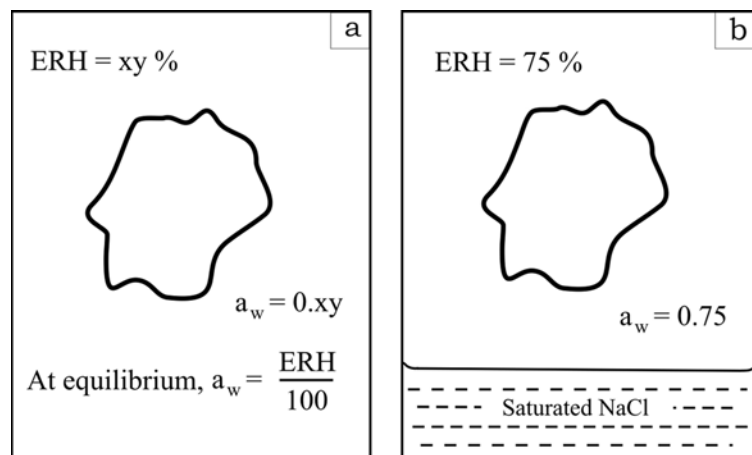 a
ERH = xy %
a_w = 0.xy
At equilibrium, a_w = ERH / 100
b
ERH = 75 %
a_w = 0.75
Saturated NaCl